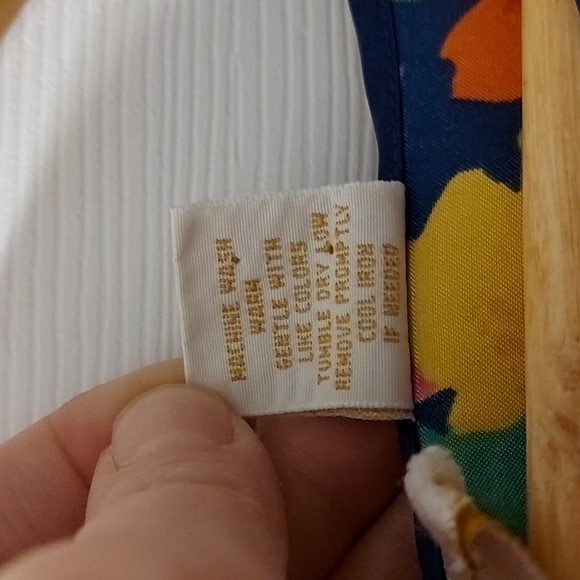 MACHINE WASH
WARM
GENTLE WITH
LIKE COLORS
TUMBLE DRY LOW
REMOVE PROMPTLY
COOL IRON
IF NEEDED